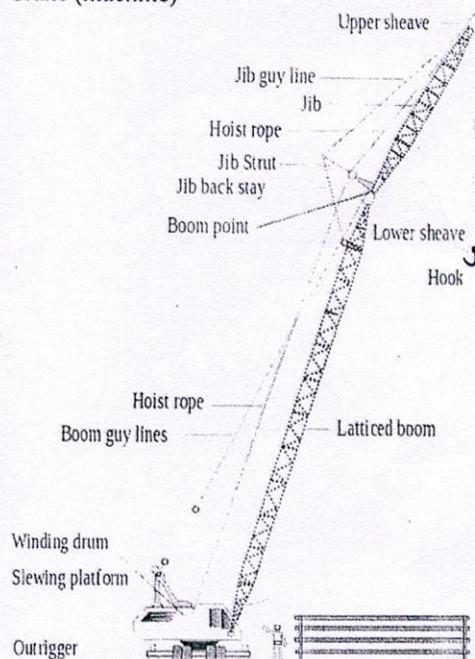 Upper sheave
Jib guy line
Jib
Hoist rope
Jib Strut
Jib back stay
Boom point
Lower sheave
Hook
Hoist rope
Boom guy lines
Latticed boom
Winding drum
Slewing platform
Outrigger